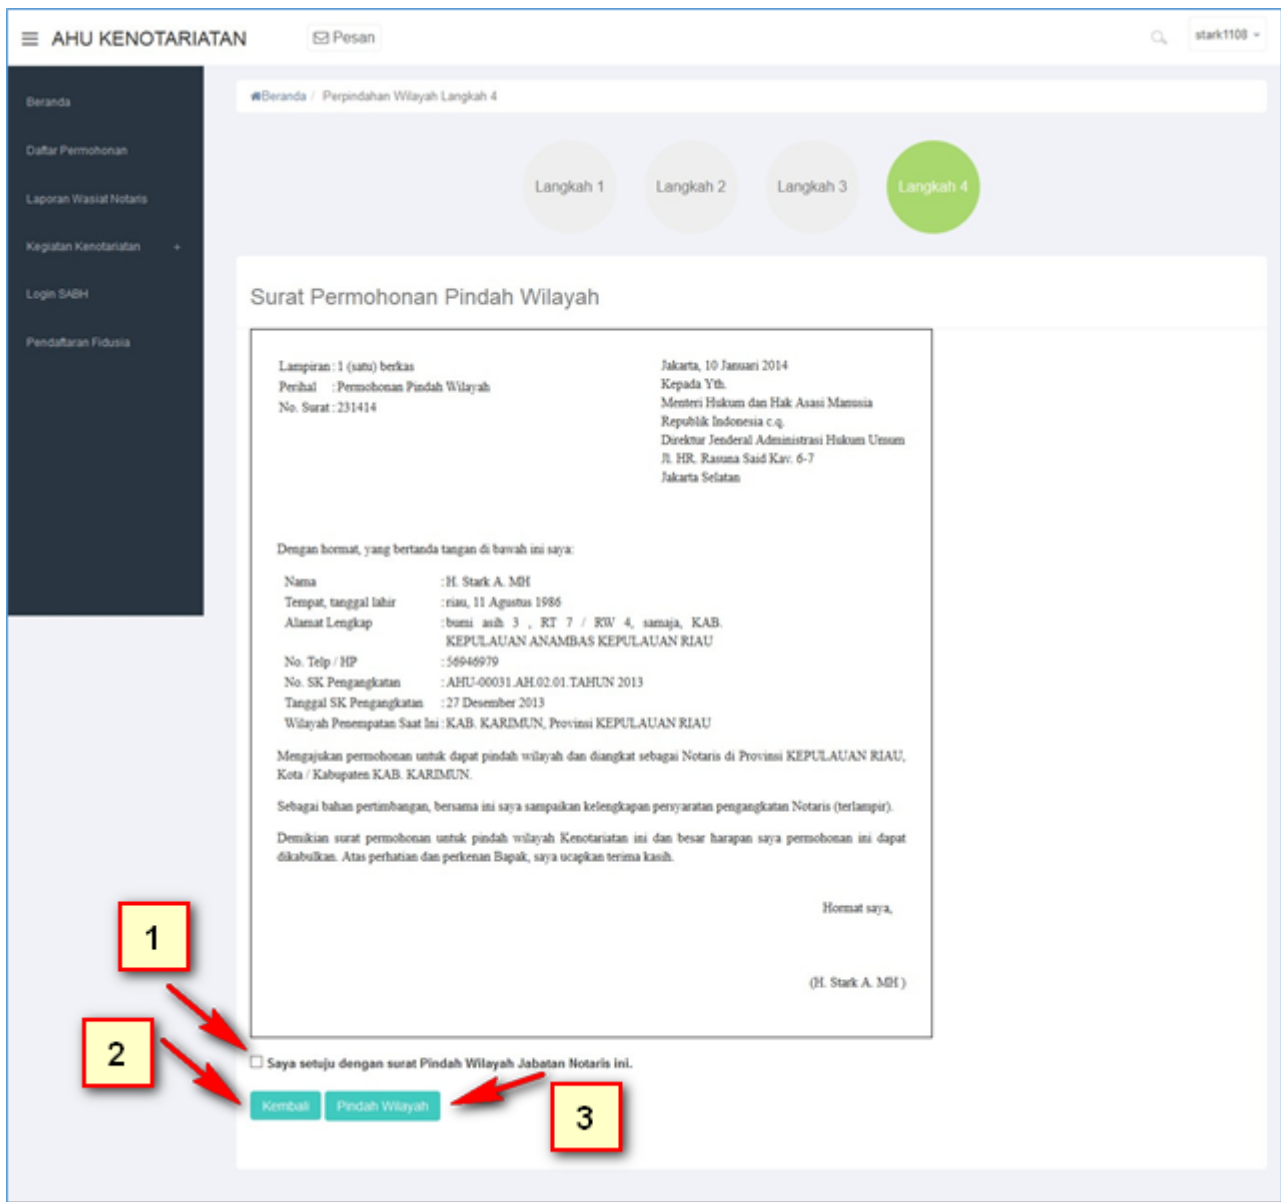 AHU KENOTARIATAN
Pesan
stark1108
Beranda
Daftar Permohonan
Laporan Wasiat Notaris
Kegiatan Kenotariatan +
Login SABH
Pendaftaran Fidusia
Beranda / Perpindahan Wilayah Langkah 4
Langkah 1
Langkah 2
Langkah 3
Langkah 4
Surat Permohonan Pindah Wilayah
Lampiran : 1 (satu) berkas
Perihal : Permohonan Pindah Wilayah
No. Surat : 231414
Jakarta, 10 Januari 2014
Kepada Yth.
Menteri Hukum dan Hak Asasi Manusia
Republik Indonesia c.q.
Direktur Jenderal Administrasi Hukum Umum
Jl. HR. Rasuna Said Kav. 6-7
Jakarta Selatan
Dengan hormat, yang bertanda tangan di bawah ini saya:
Nama : H. Stark A. MH
Tempat, tanggal lahir : riau, 11 Agustus 1986
Alamat Lengkap : bumi asih 3 , RT 7 / RW 4, samaja, KAB.
KEPULAUAN ANAMBAS KEPULAUAN RIAU
No. Telp / HP : 56946979
No. SK Pengangkatan : AHU-00031.AH.02.01.TAHUN 2013
Tanggal SK Pengangkatan : 27 Desember 2013
Wilayah Penempatan Saat Ini : KAB. KARIMUN, Provinsi KEPULAUAN RIAU
Mengajukan permohonan untuk dapat pindah wilayah dan diangkat sebagai Notaris di Provinsi KEPULAUAN RIAU,
Kota / Kabupaten KAB. KARIMUN.
Sebagai bahan pertimbangan, bersama ini saya sampaikan kelengkapan persyaratan pengangkatan Notaris (terlampir).
Demikian surat permohonan untuk pindah wilayah Kenotariatan ini dan besar harapan saya permohonan ini dapat
dikabulkan. Atas perhatian dan perkenan Bapak, saya ucapkan terima kasih.
Hormat saya,
(H. Stark A. MH )
1
2
Saya setuju dengan surat Pindah Wilayah Jabatan Notaris ini.
Kembali
Pindah Wilayah
3